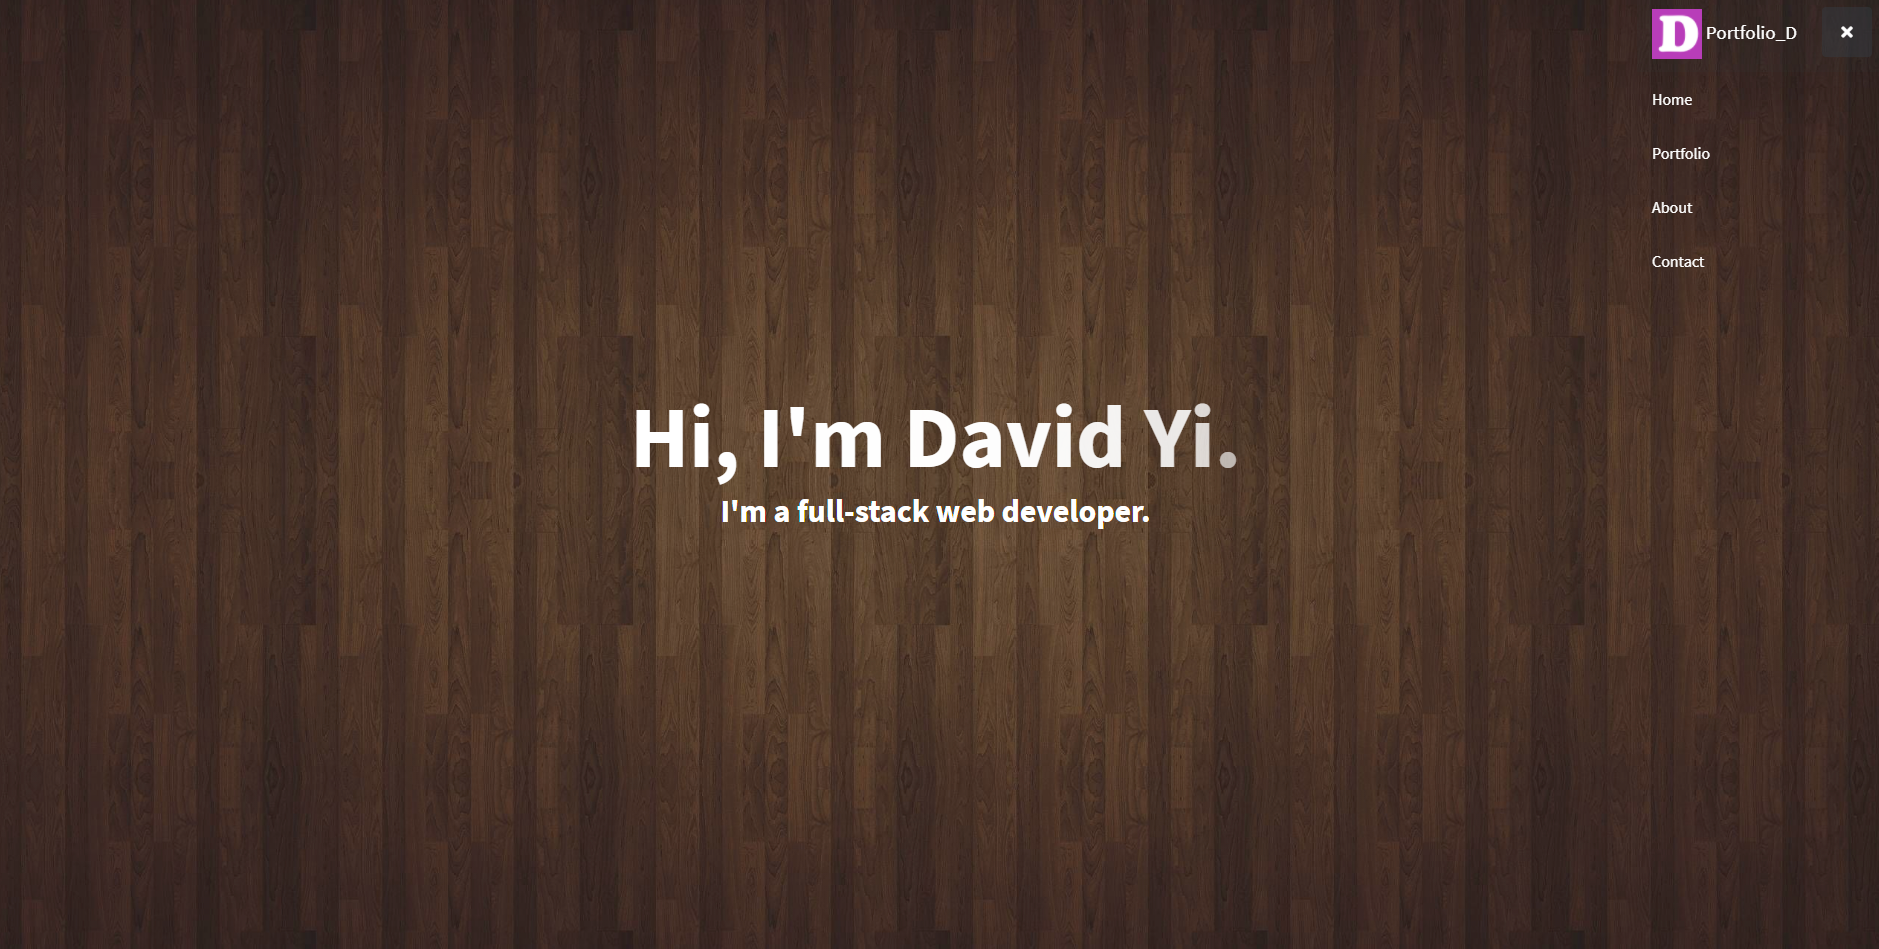 D Portfolio_D
Home
Portfolio
About
Contact
Hi, I'm David Yi.
I'm a full-stack web developer.